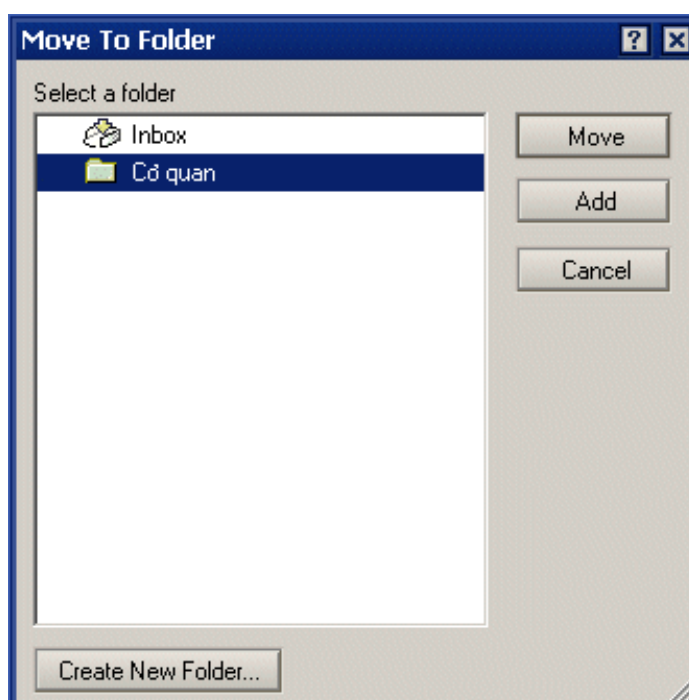 Move To Folder
Select a folder
Inbox
Move
Cơ quan
Add
Cancel
Create New Folder...